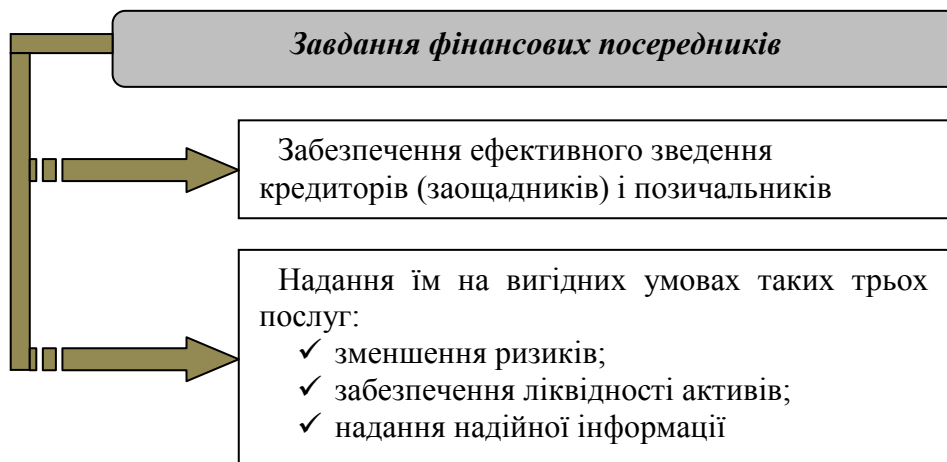 Завдання фінансових посередників
Забезпечення ефективного зведення
кредиторів (заощадників) і позичальників
Надання їм на вигідних умовах таких трьох
послуг:
✓ зменшення ризиків;
✓ забезпечення ліквідності активів;
✓ надання надійної інформації